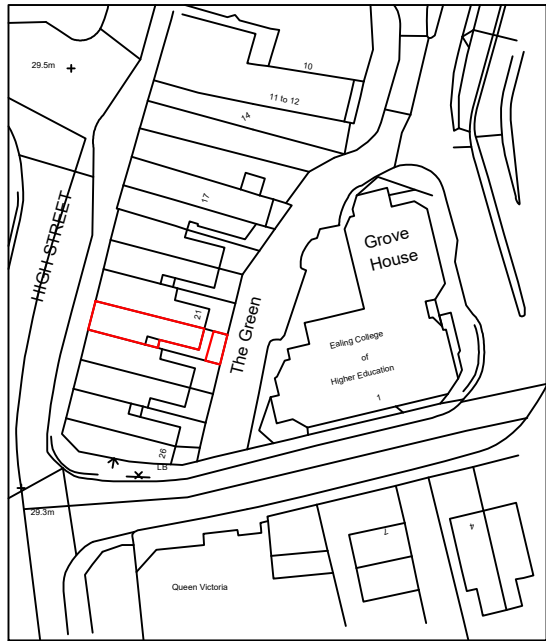 29.5m
10
11 to 12
14
17
HIGH STREET
Grove
House
21
The Green
Ealing College
of
Higher Education
1
26
LB
29.3m
7
4
Queen Victoria